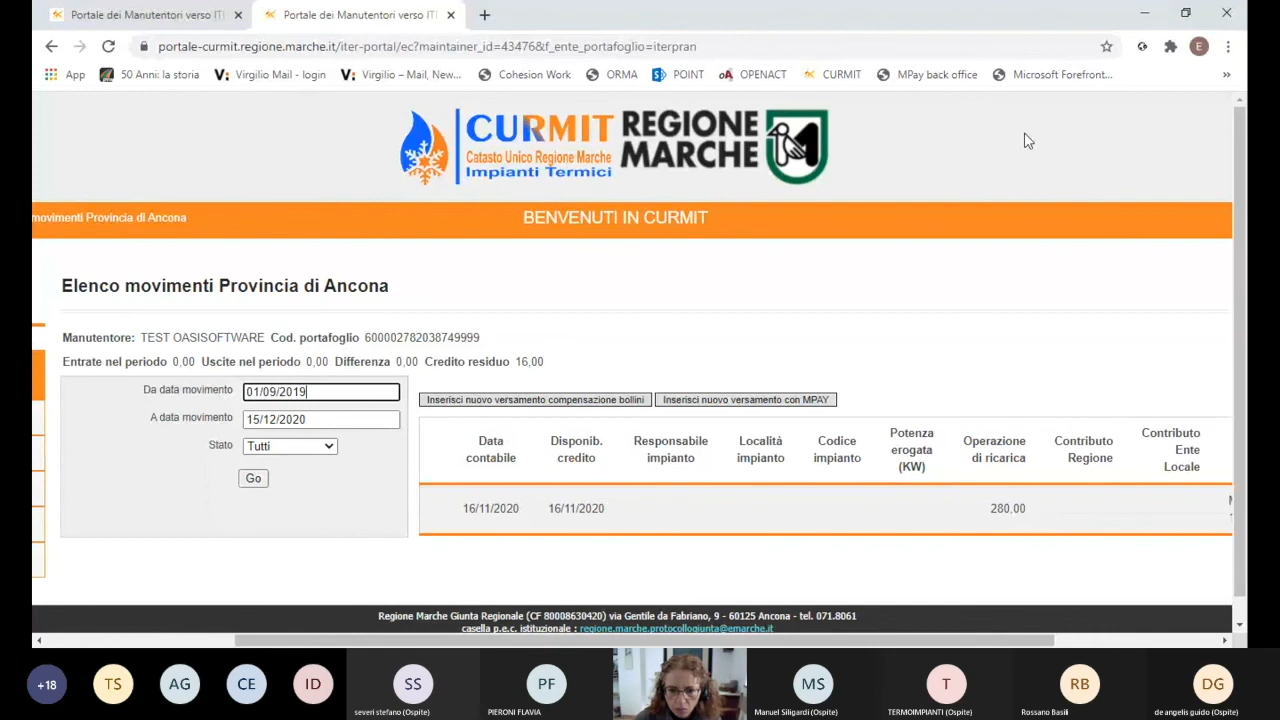 Portale dei Manutentori verso ITE
Portale dei Manutentori verso ITE
portale-curmit.regione.marche.it/iter-portal/ec?maintainer_id=43476&f_ente_portafoglio=iterpran
E
App
50 Anni: la storia
Virgilio Mail - login
Virgilio – Mail, New...
Cohesion Work
ORMA
POINT
OPENACT
CURMIT
MPay back office
Microsoft Forefront...
»
CURMIT
Catasto Unico Regione Marche
Impianti Termici
REGIONE
MARCHE
movimenti Provincia di Ancona
BENVENUTI IN CURMIT
Elenco movimenti Provincia di Ancona
Manutentore: TEST OASISOFTWARE Cod. portafoglio 600002782038749999
Entrate nel periodo 0,00 Uscite nel periodo 0,00 Differenza 0,00 Credito residuo 16,00
Da data movimento 01/09/2019
A data movimento 15/12/2020
Stato Tutti
Go
Inserisci nuovo versamento compensazione bollini
Inserisci nuovo versamento con MPAY
Data contabile
Disponib. credito
Responsabile impianto
Località impianto
Codice impianto
Potenza erogata (KW)
Operazione di ricarica
Contributo Regione
Contributo Ente Locale
16/11/2020 16/11/2020 280,00
Regione Marche Giunta Regionale (CF 80008630420) via Gentile da Fabriano, 9 - 60125 Ancona - tel. 071.8061
casella p.e.c. istituzionale : regione.marche.protocollogiunta@emarche.it
+18
TS
AG
CE
ID
SS
severi stefano (Ospite)
PF
PIERONI FLAVIA
MS
Manuel Siligardi (Ospite)
T
TERMOIMPIANTI (Ospite)
RB
Rossano Basili
DG
de angelis guido (Ospite)